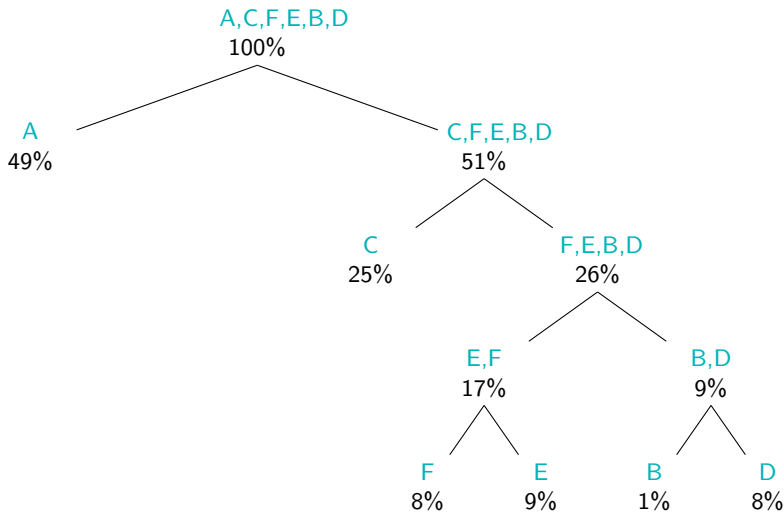 A,C,F,E,B,D
100%
A
49%
C,F,E,B,D
51%
C
25%
F,E,B,D
26%
E,F
17%
B,D
9%
F
8%
E
9%
B
1%
D
8%